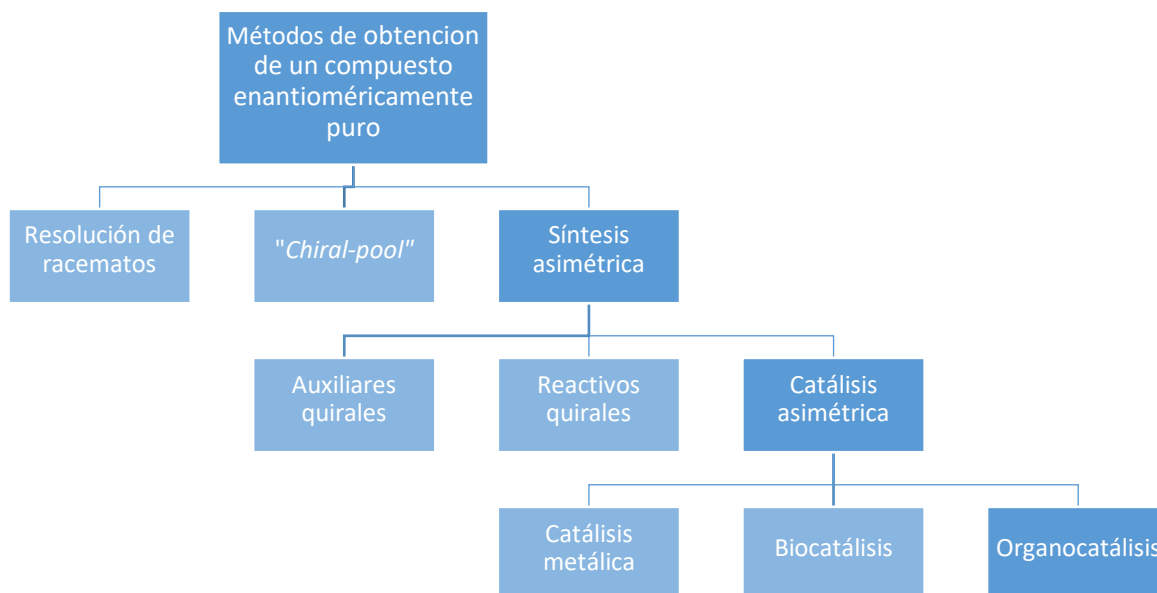 Métodos de obtencion
de un compuesto
enantioméricamente
puro
Resolución de
racematos
"Chiral-pool"
Síntesis
asimétrica
Auxiliares
quirales
Reactivos
quirales
Catálisis
asimétrica
Catálisis
metálica
Biocatálisis
Organocatálisis